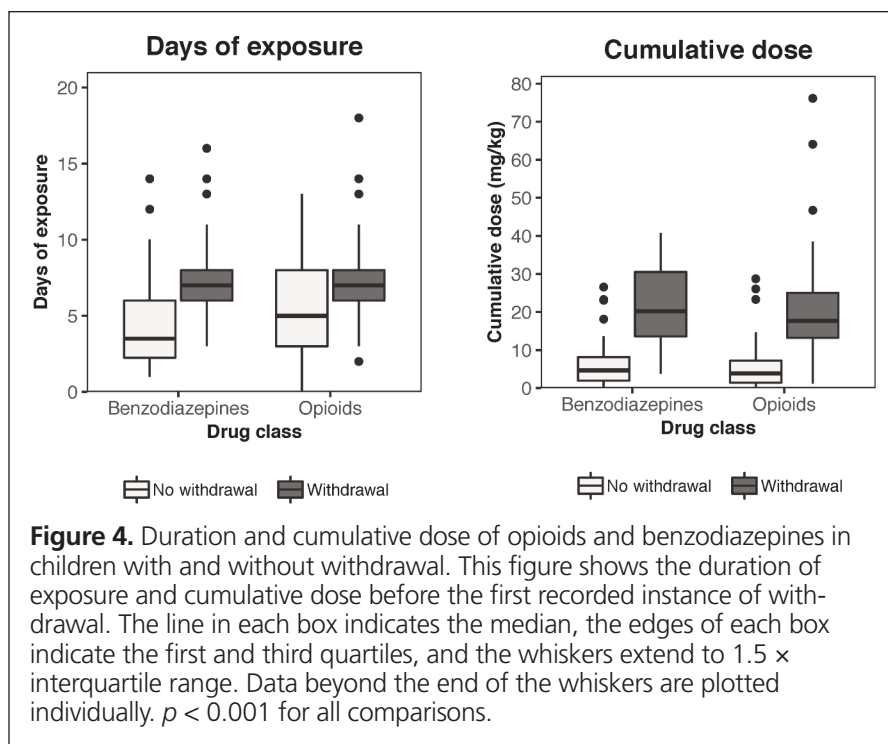 Days of exposure
20
15
10
5
0
Days of exposure
Benzodiazepines Opioids
Drug class
No withdrawal Withdrawal
Cumulative dose
80
70
60
50
40
30
20
10
0
Cumulative dose (mg/kg)
Benzodiazepines Opioids
Drug class
No withdrawal Withdrawal
Figure 4. Duration and cumulative dose of opioids and benzodiazepines in
children with and without withdrawal. This figure shows the duration of
exposure and cumulative dose before the first recorded instance of with-
drawal. The line in each box indicates the median, the edges of each box
indicate the first and third quartiles, and the whiskers extend to 1.5 ×
interquartile range. Data beyond the end of the whiskers are plotted
individually. p < 0.001 for all comparisons.